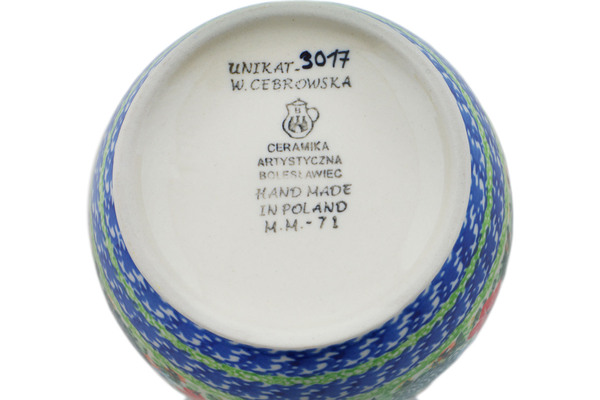 UNIKAT-3017
W. CEBROWSKA
CERAMIKA
ARTYSTYCZNA
BOLESŁAWIEC
HAND MADE
IN POLAND
M.M.-71